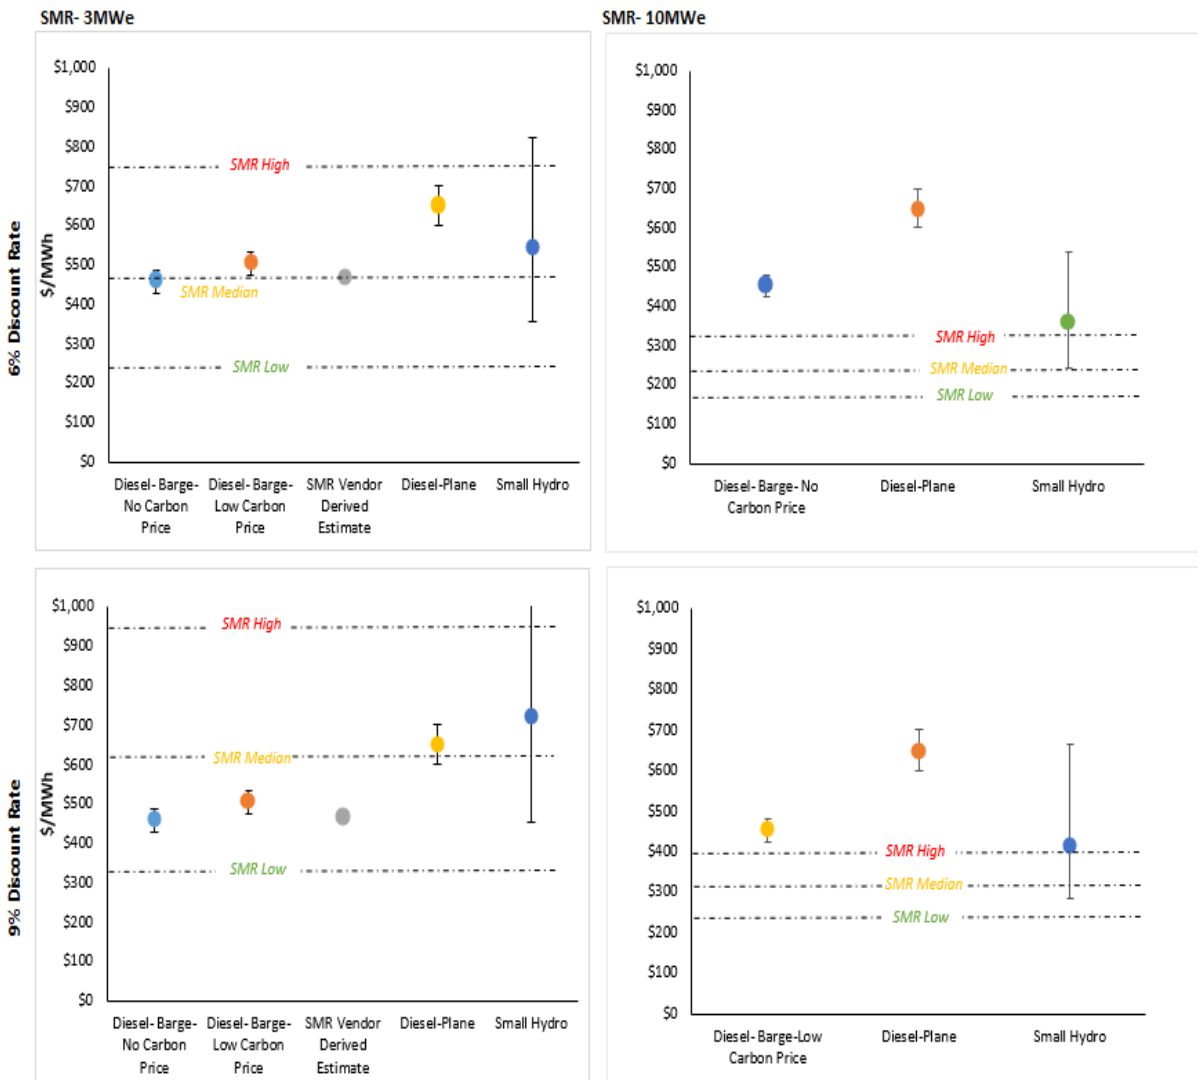 SMR- 3MWe
6% Discount Rate
$/MWh
$1,000
$900
$800
$700
$600
$500
$400
$300
$200
$100
$0
SMR High
SMR Median
SMR Low
Diesel- Barge-
No Carbon
Price
Diesel- Barge-
Low Carbon
Price
SMR Vendor
Derived
Estimate
Diesel-Plane
Small Hydro
SMR- 10MWe
$1,000
$900
$800
$700
$600
$500
$400
$300
$200
$100
$0
SMR High
SMR Median
SMR Low
Diesel- Barge- No
Carbon Price
Diesel-Plane
Small Hydro
9% Discount Rate
$/MWh
$1,000
$900
$800
$700
$600
$500
$400
$300
$200
$100
$0
SMR High
SMR Median
SMR Low
Diesel- Barge-
No Carbon
Price
Diesel- Barge-
Low Carbon
Price
SMR Vendor
Derived
Estimate
Diesel-Plane
Small Hydro
$1,000
$900
$800
$700
$600
$500
$400
$300
$200
$100
$0
SMR High
SMR Median
SMR Low
Diesel- Barge-Low
Carbon Price
Diesel-Plane
Small Hydro